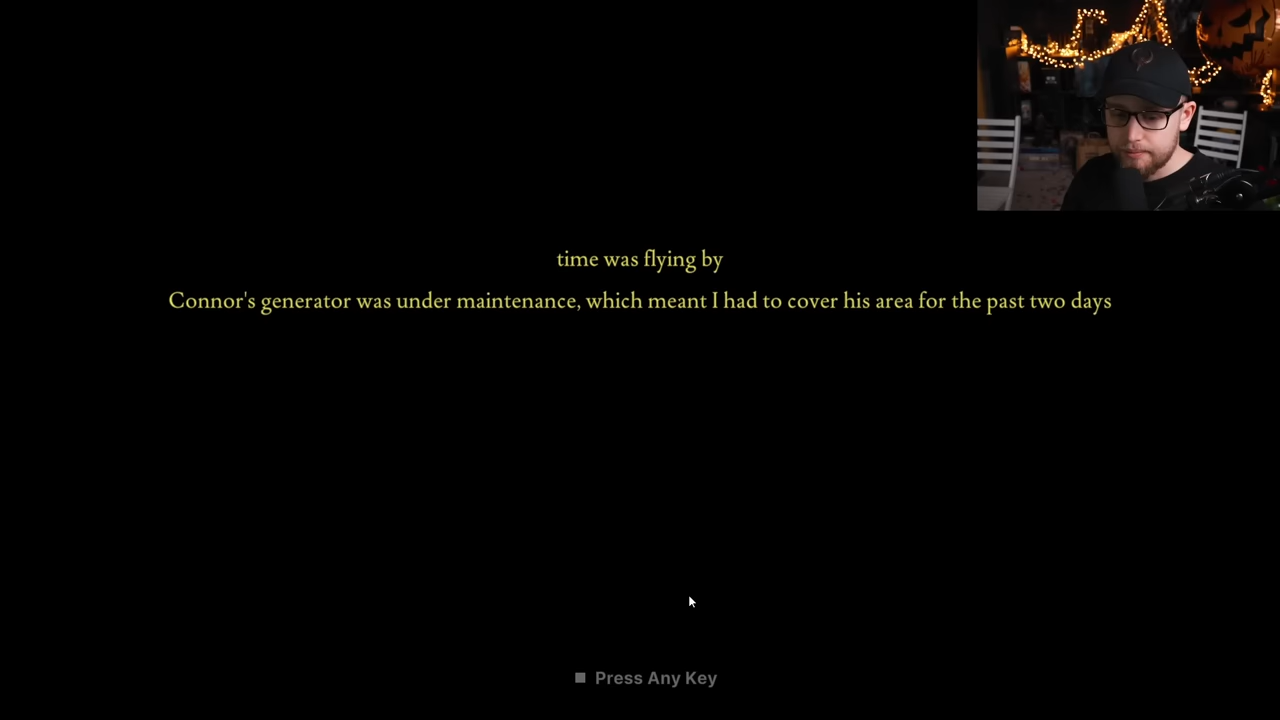 time was flying by
Connor's generator was under maintenance, which meant I had to cover his area for the past two days
Press Any Key